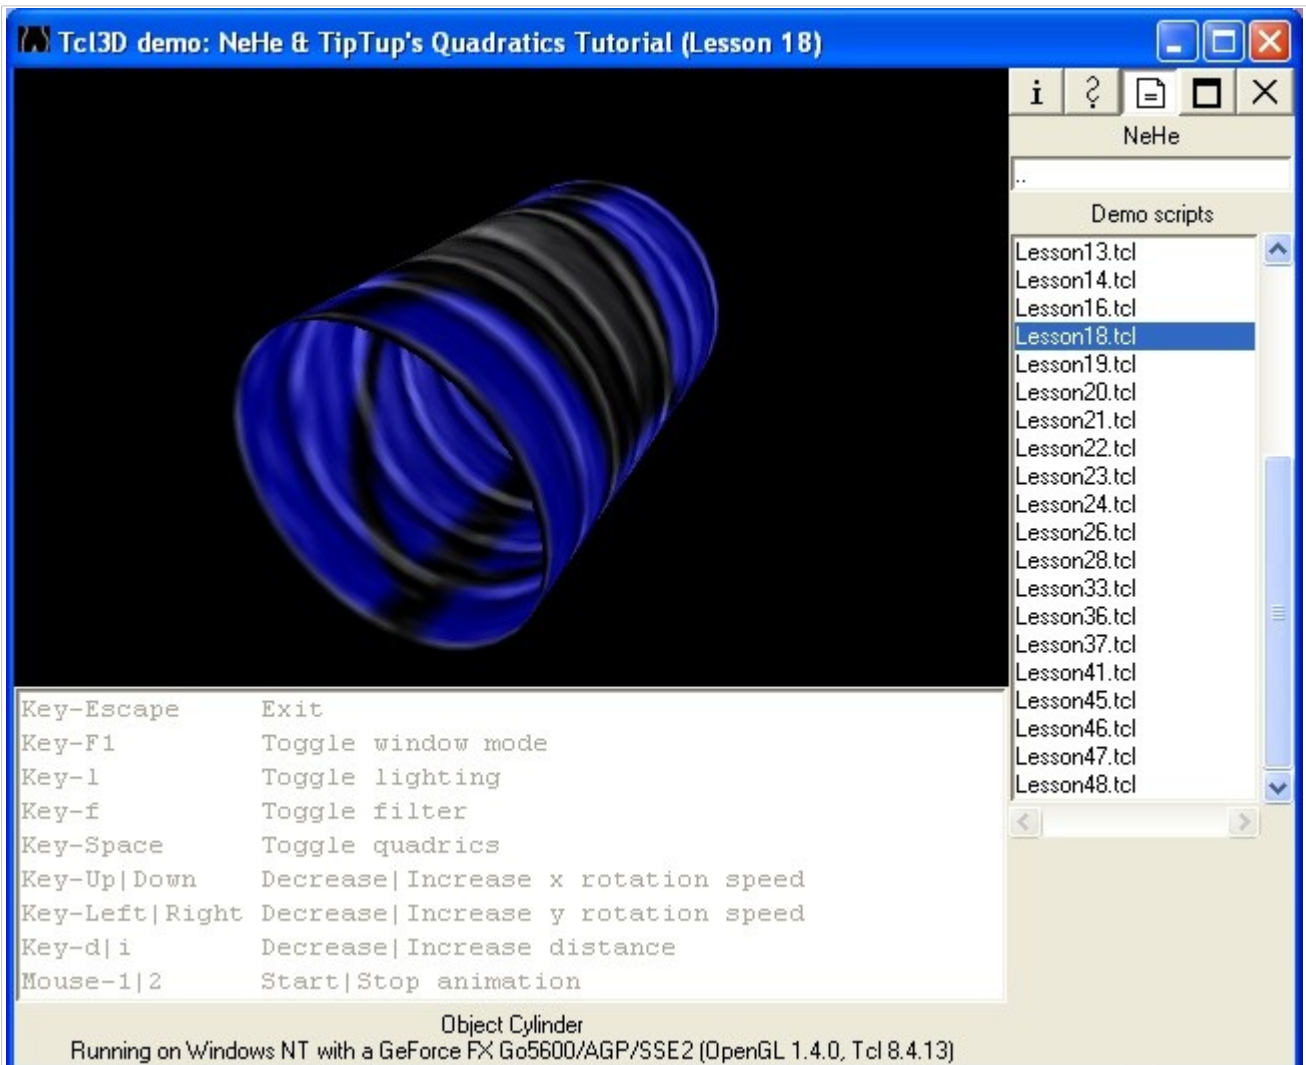 Tcl3D demo: NeHe & TipTup's Quadratics Tutorial (Lesson 18)
NeHe
..
Demo scripts
Lesson13.tcl
Lesson14.tcl
Lesson16.tcl
Lesson18.tcl
Lesson19.tcl
Lesson20.tcl
Lesson21.tcl
Lesson22.tcl
Lesson23.tcl
Lesson24.tcl
Lesson26.tcl
Lesson28.tcl
Lesson33.tcl
Lesson36.tcl
Lesson37.tcl
Lesson41.tcl
Lesson45.tcl
Lesson46.tcl
Lesson47.tcl
Lesson48.tcl
Key-Escape Exit
Key-F1 Toggle window mode
Key-l Toggle lighting
Key-f Toggle filter
Key-Space Toggle quadrics
Key-Up|Down Decrease|Increase x rotation speed
Key-Left|Right Decrease|Increase y rotation speed
Key-d|i Decrease|Increase distance
Mouse-1|2 Start|Stop animation
Object Cylinder
Running on Windows NT with a GeForce FX Go5600/AGP/SSE2 (OpenGL 1.4.0, Tcl 8.4.13)